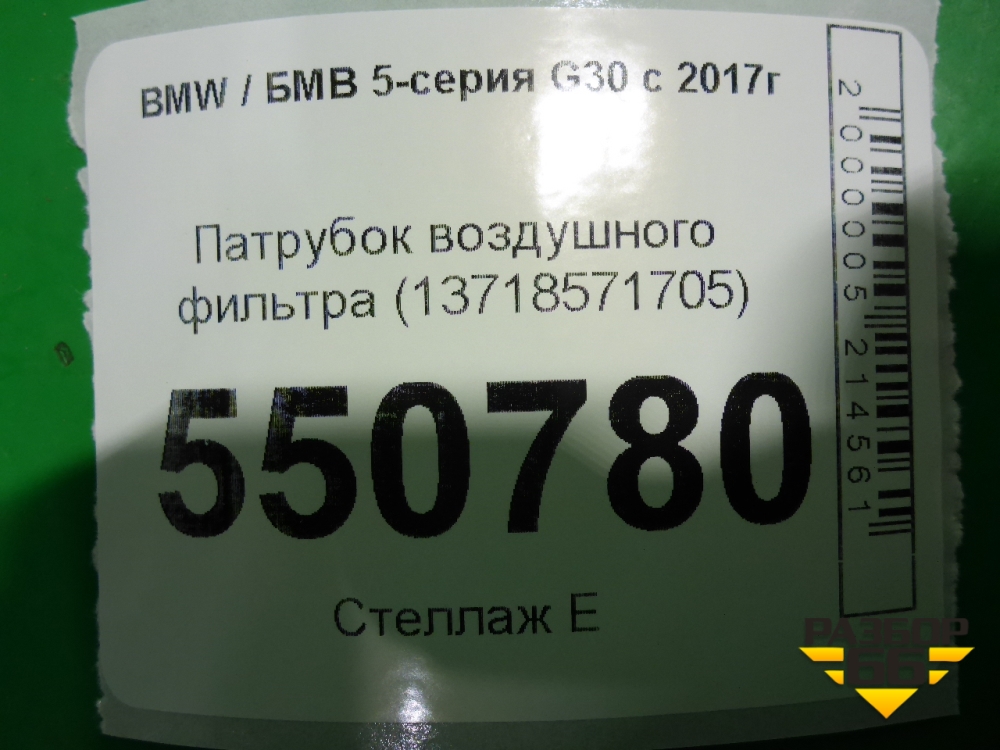 BMW / БМВ 5-серия G30 с 2017г
Патрубок воздушного
фильтра (13718571705)
550780
Стеллаж Е
2000005214561
РАЗБОР
66